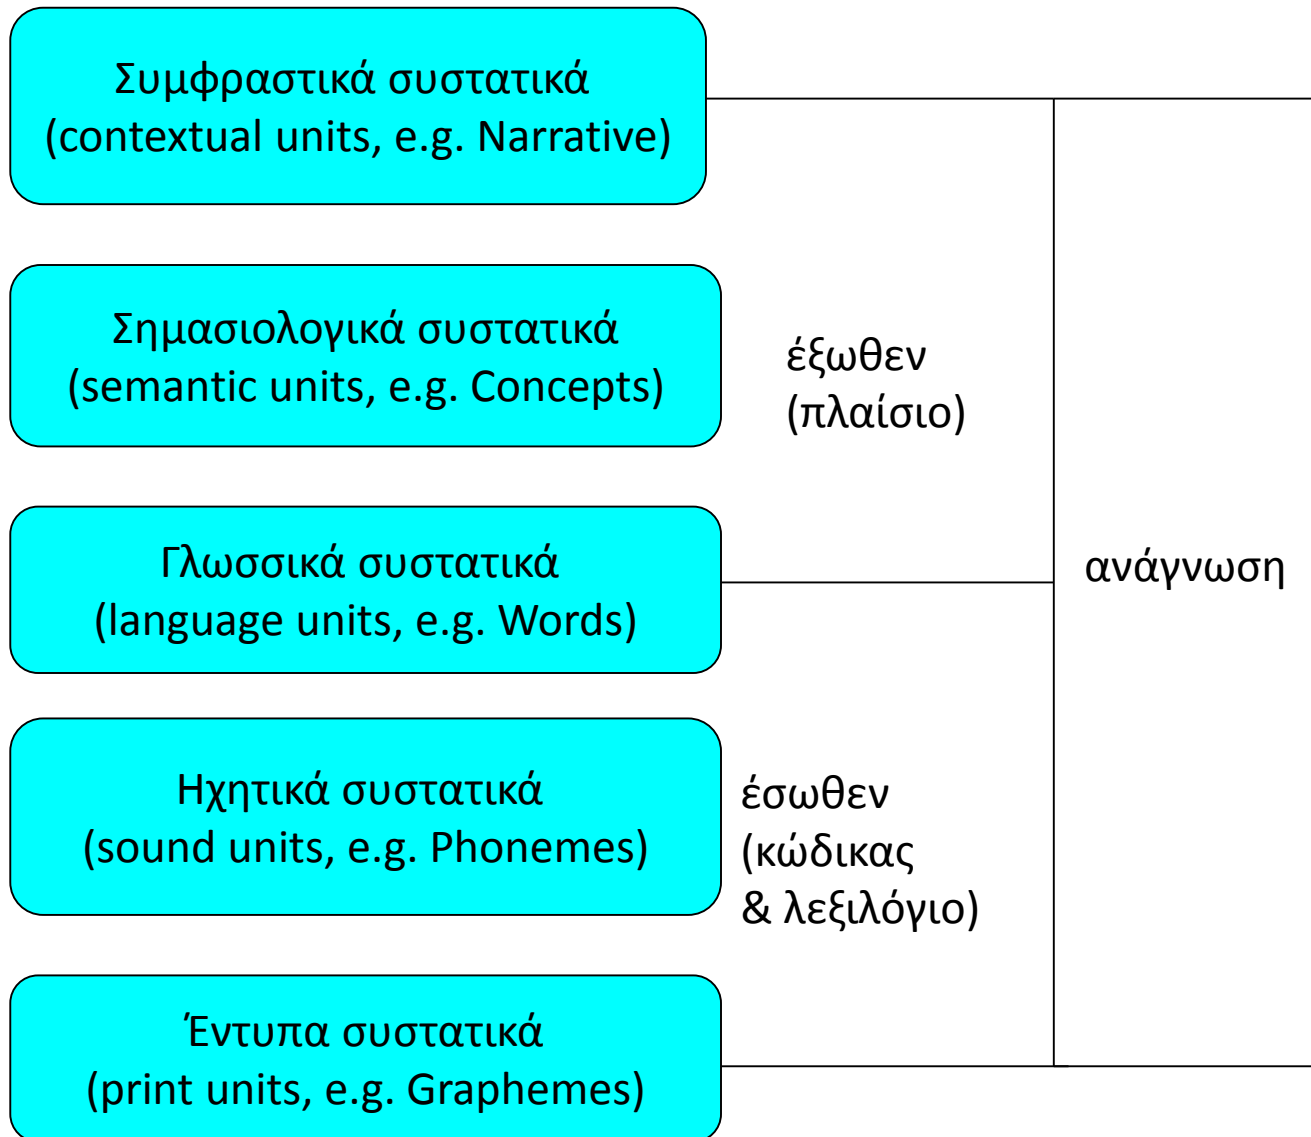 Συμφραστικά συστατικά
(contextual units, e.g. Narrative)
Σημασιολογικά συστατικά
(semantic units, e.g. Concepts)
έξωθεν
(πλαίσιο)
Γλωσσικά συστατικά
(language units, e.g. Words)
ανάγνωση
Ηχητικά συστατικά
(sound units, e.g. Phonemes)
έσωθεν
(κώδικας
& λεξιλόγιο)
Έντυπα συστατικά
(print units, e.g. Graphemes)